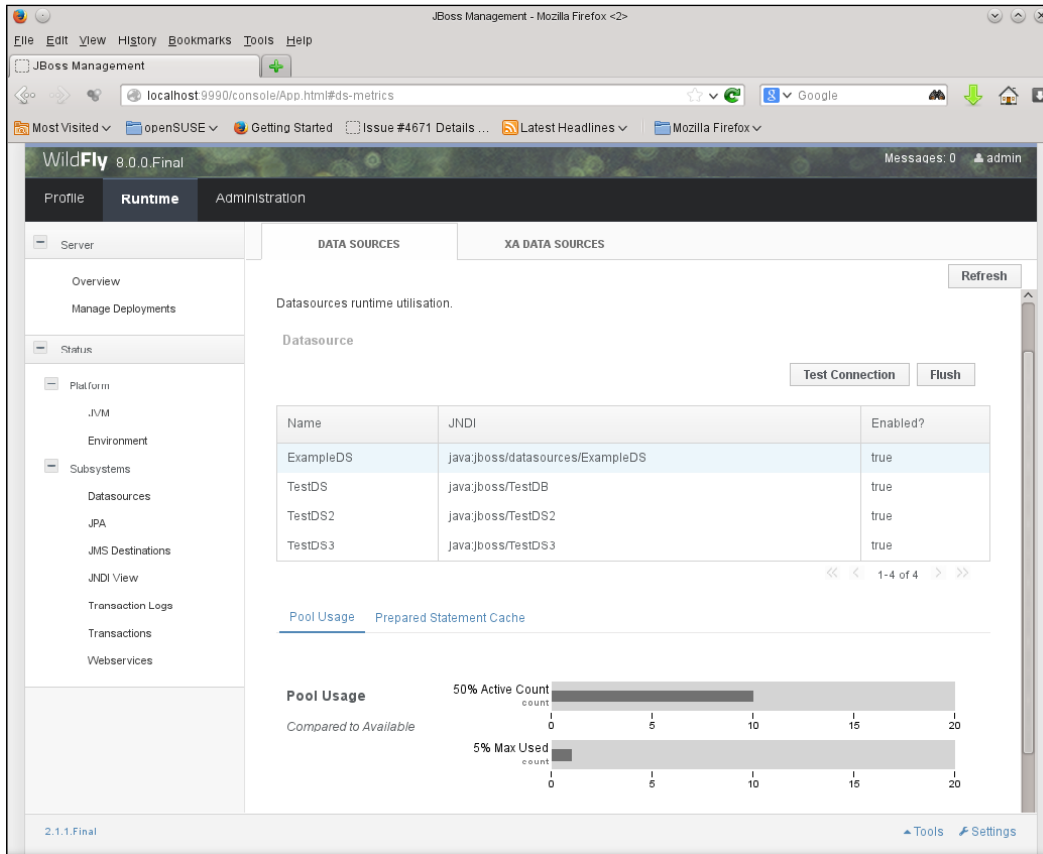 JBoss Management - Mozilla Firefox <2>
File Edit View History Bookmarks Tools Help
JBoss Management
localhost:9990/console/App.html#ds-metrics
Google
Most Visited
openSUSE
Getting Started
Issue #4671 Details ...
Latest Headlines
Mozilla Firefox
WildFly 8.0.0.Final
Messages: 0
admin
Profile
Runtime
Administration
Server
Overview
Manage Deployments
Status
Platform
JVM
Environment
Subsystems
Datasources
JPA
JMS Destinations
JNDI View
Transaction Logs
Transactions
Webservices
DATA SOURCES
XA DATA SOURCES
Refresh
Datasources runtime utilisation.
Datasource
Test Connection
Flush
Name JNDI Enabled?
ExampleDS java:jboss/datasources/ExampleDS true
TestDS java:jboss/TestDB true
TestDS2 java:jboss/TestDS2 true
TestDS3 java:jboss/TestDS3 true
1-4 of 4
Pool Usage
Prepared Statement Cache
Pool Usage
Compared to Available
50% Active Count
count
0 5 10 15 20
5% Max Used
count
0 5 10 15 20
2.1.1.Final
Tools
Settings